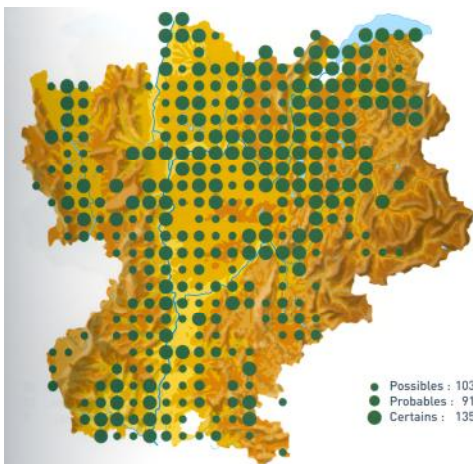 Possibles : 103
Probables : 91
Certains : 135